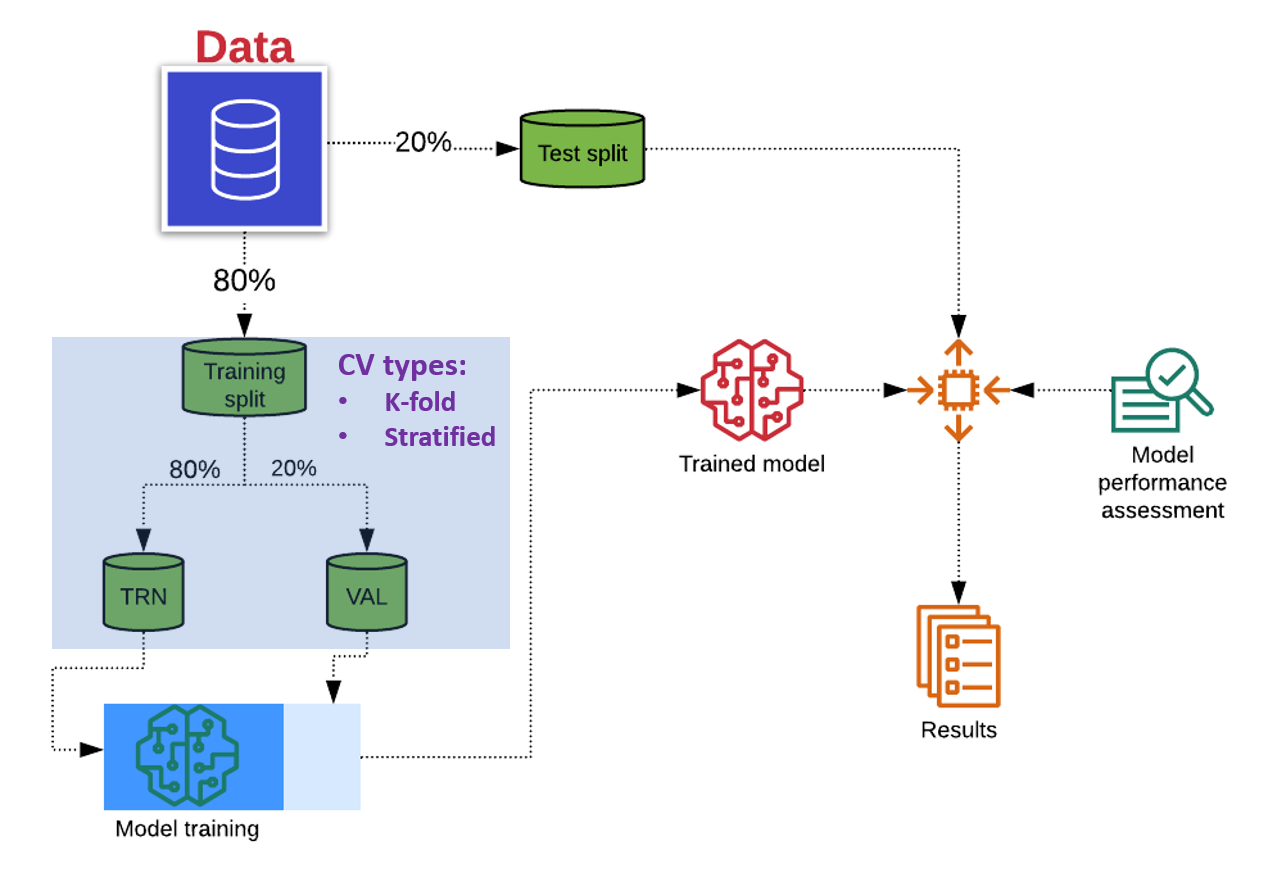 Data
20%
Test split
80%
Training
split
CV types:
• K-fold
• Stratified
80%
20%
TRN
VAL
Model training
Trained model
Model
performance
assessment
Results